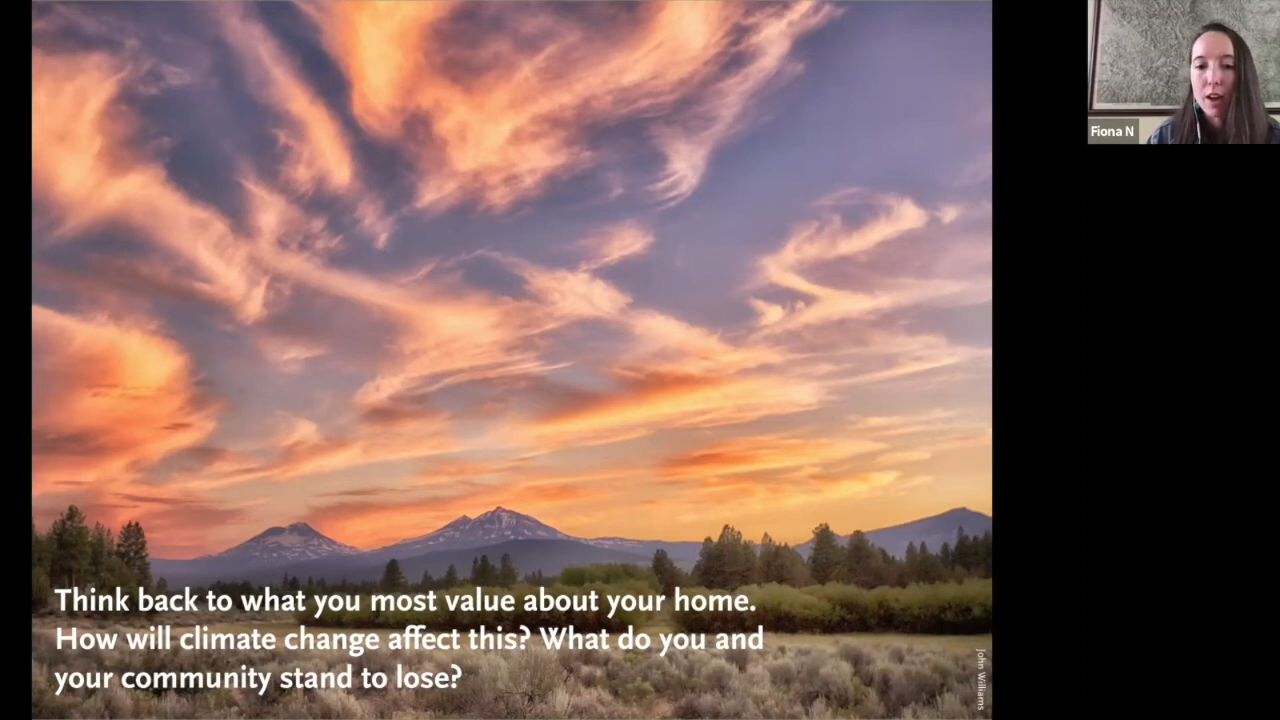 Fiona N
Think back to what you most value about your home.
How will climate change affect this? What do you and
your community stand to lose?
John Williams